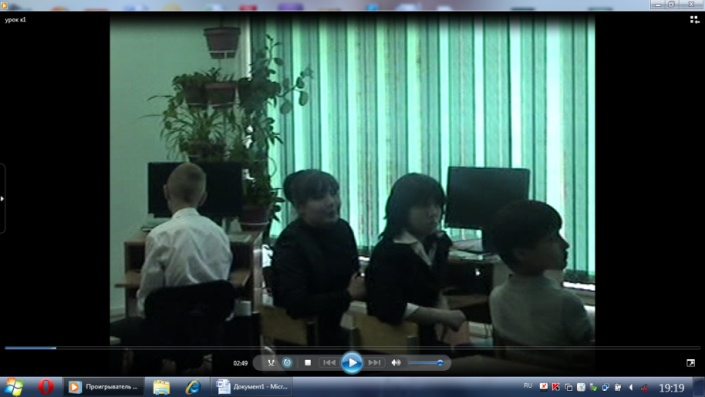 урок к1
02:49
Проигрыватель ...
Документ1 - Micr...
RU
19:19